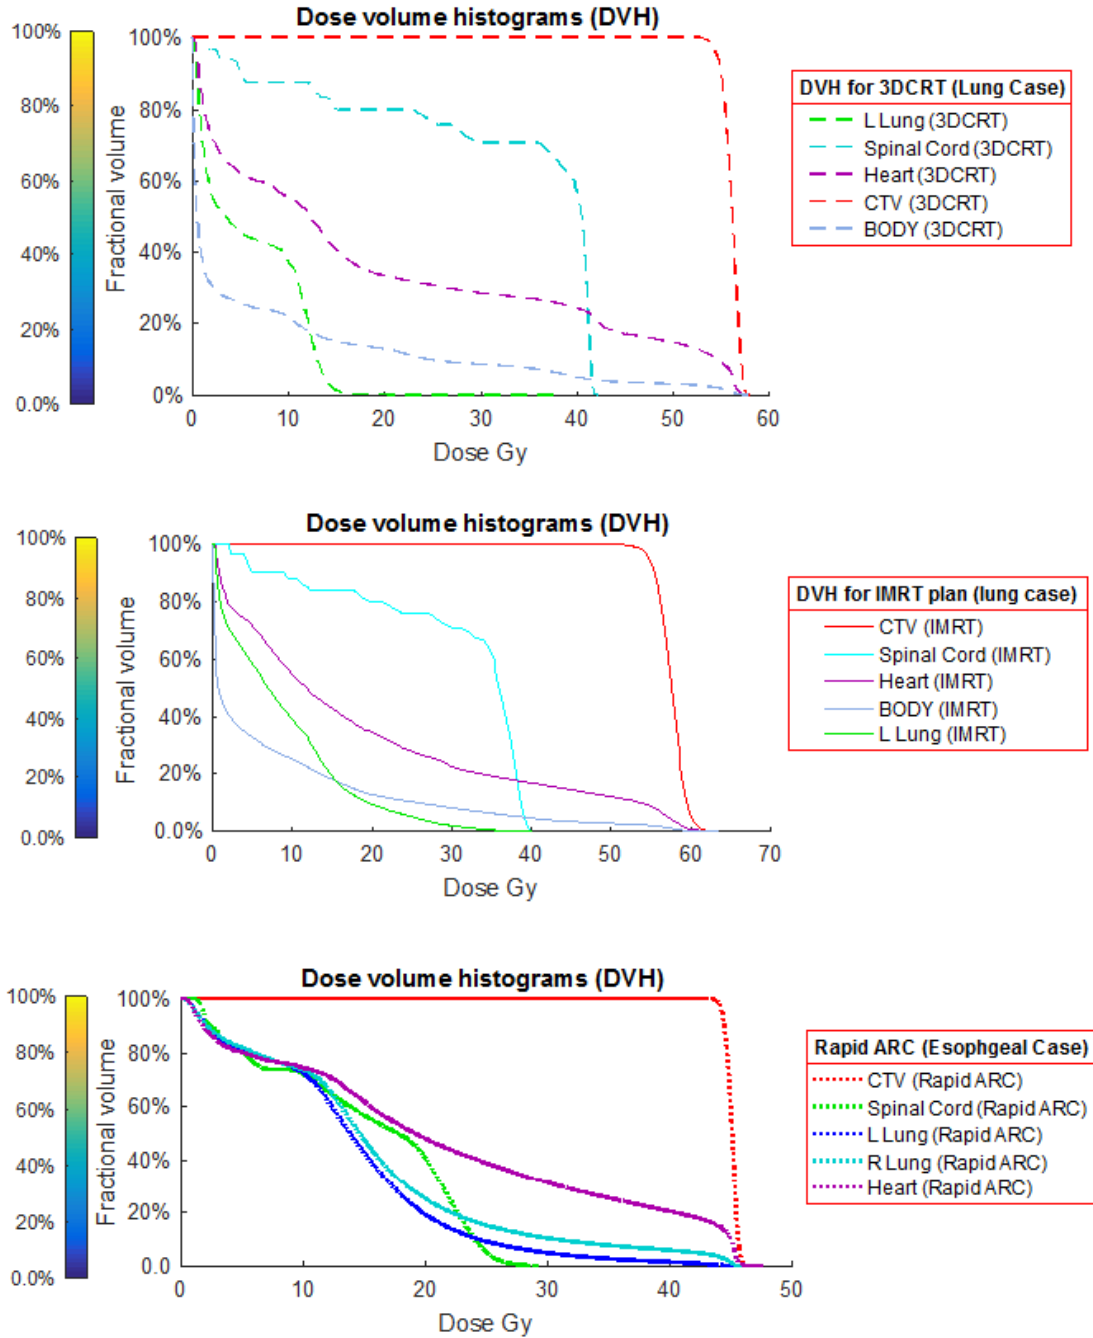 Dose volume histograms (DVH)
100%
80%
60%
40%
20%
0.0%
Fractional volume
100%
80%
60%
40%
20%
0%
0 10 20 30 40 50 60
Dose Gy
DVH for 3DCRT (Lung Case)
L Lung (3DCRT)
Spinal Cord (3DCRT)
Heart (3DCRT)
CTV (3DCRT)
BODY (3DCRT)
Dose volume histograms (DVH)
100%
80%
60%
40%
20%
0.0%
Fractional volume
100%
80%
60%
40%
20%
0.0%
0 10 20 30 40 50 60 70
Dose Gy
DVH for IMRT plan (lung case)
CTV (IMRT)
Spinal Cord (IMRT)
Heart (IMRT)
BODY (IMRT)
L Lung (IMRT)
Dose volume histograms (DVH)
100%
80%
60%
40%
20%
0.0%
Fractional volume
100%
80%
60%
40%
20%
0.0
0 10 20 30 40 50
Dose Gy
Rapid ARC (Esophgeal Case)
CTV (Rapid ARC)
Spinal Cord (Rapid ARC)
L Lung (Rapid ARC)
R Lung (Rapid ARC)
Heart (Rapid ARC)